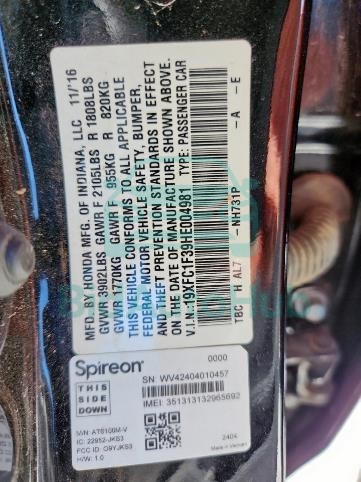 MFD. BY HONDA MFG. OF INDIANA, LLC 11/'16
GVWR 3902LBS GAWR F 2105LBS R 1808LBS
GVWR 1770KG GAWR F 955KG R 820KG
THIS VEHICLE CONFORMS TO ALL APPLICABLE
FEDERAL MOTOR VEHICLE SAFETY, BUMPER,
AND THEFT PREVENTION STANDARDS IN EFFECT
ON THE DATE OF MANUFACTURE SHOWN ABOVE.
V.I.N.: 19XFC1F39HE004981 TYPE: PASSENGER CAR
NH731P -A -E
TBC H AL7
Spireon® 0000
THIS
SIDE
DOWN
SN: WV42404010457
IMEI: 351313132965692
M/N: AT6100M-V
IC: 22952-JKS3
FCC ID: O9YJKS3
H/W: 1.0
2404
Made in Vietnam